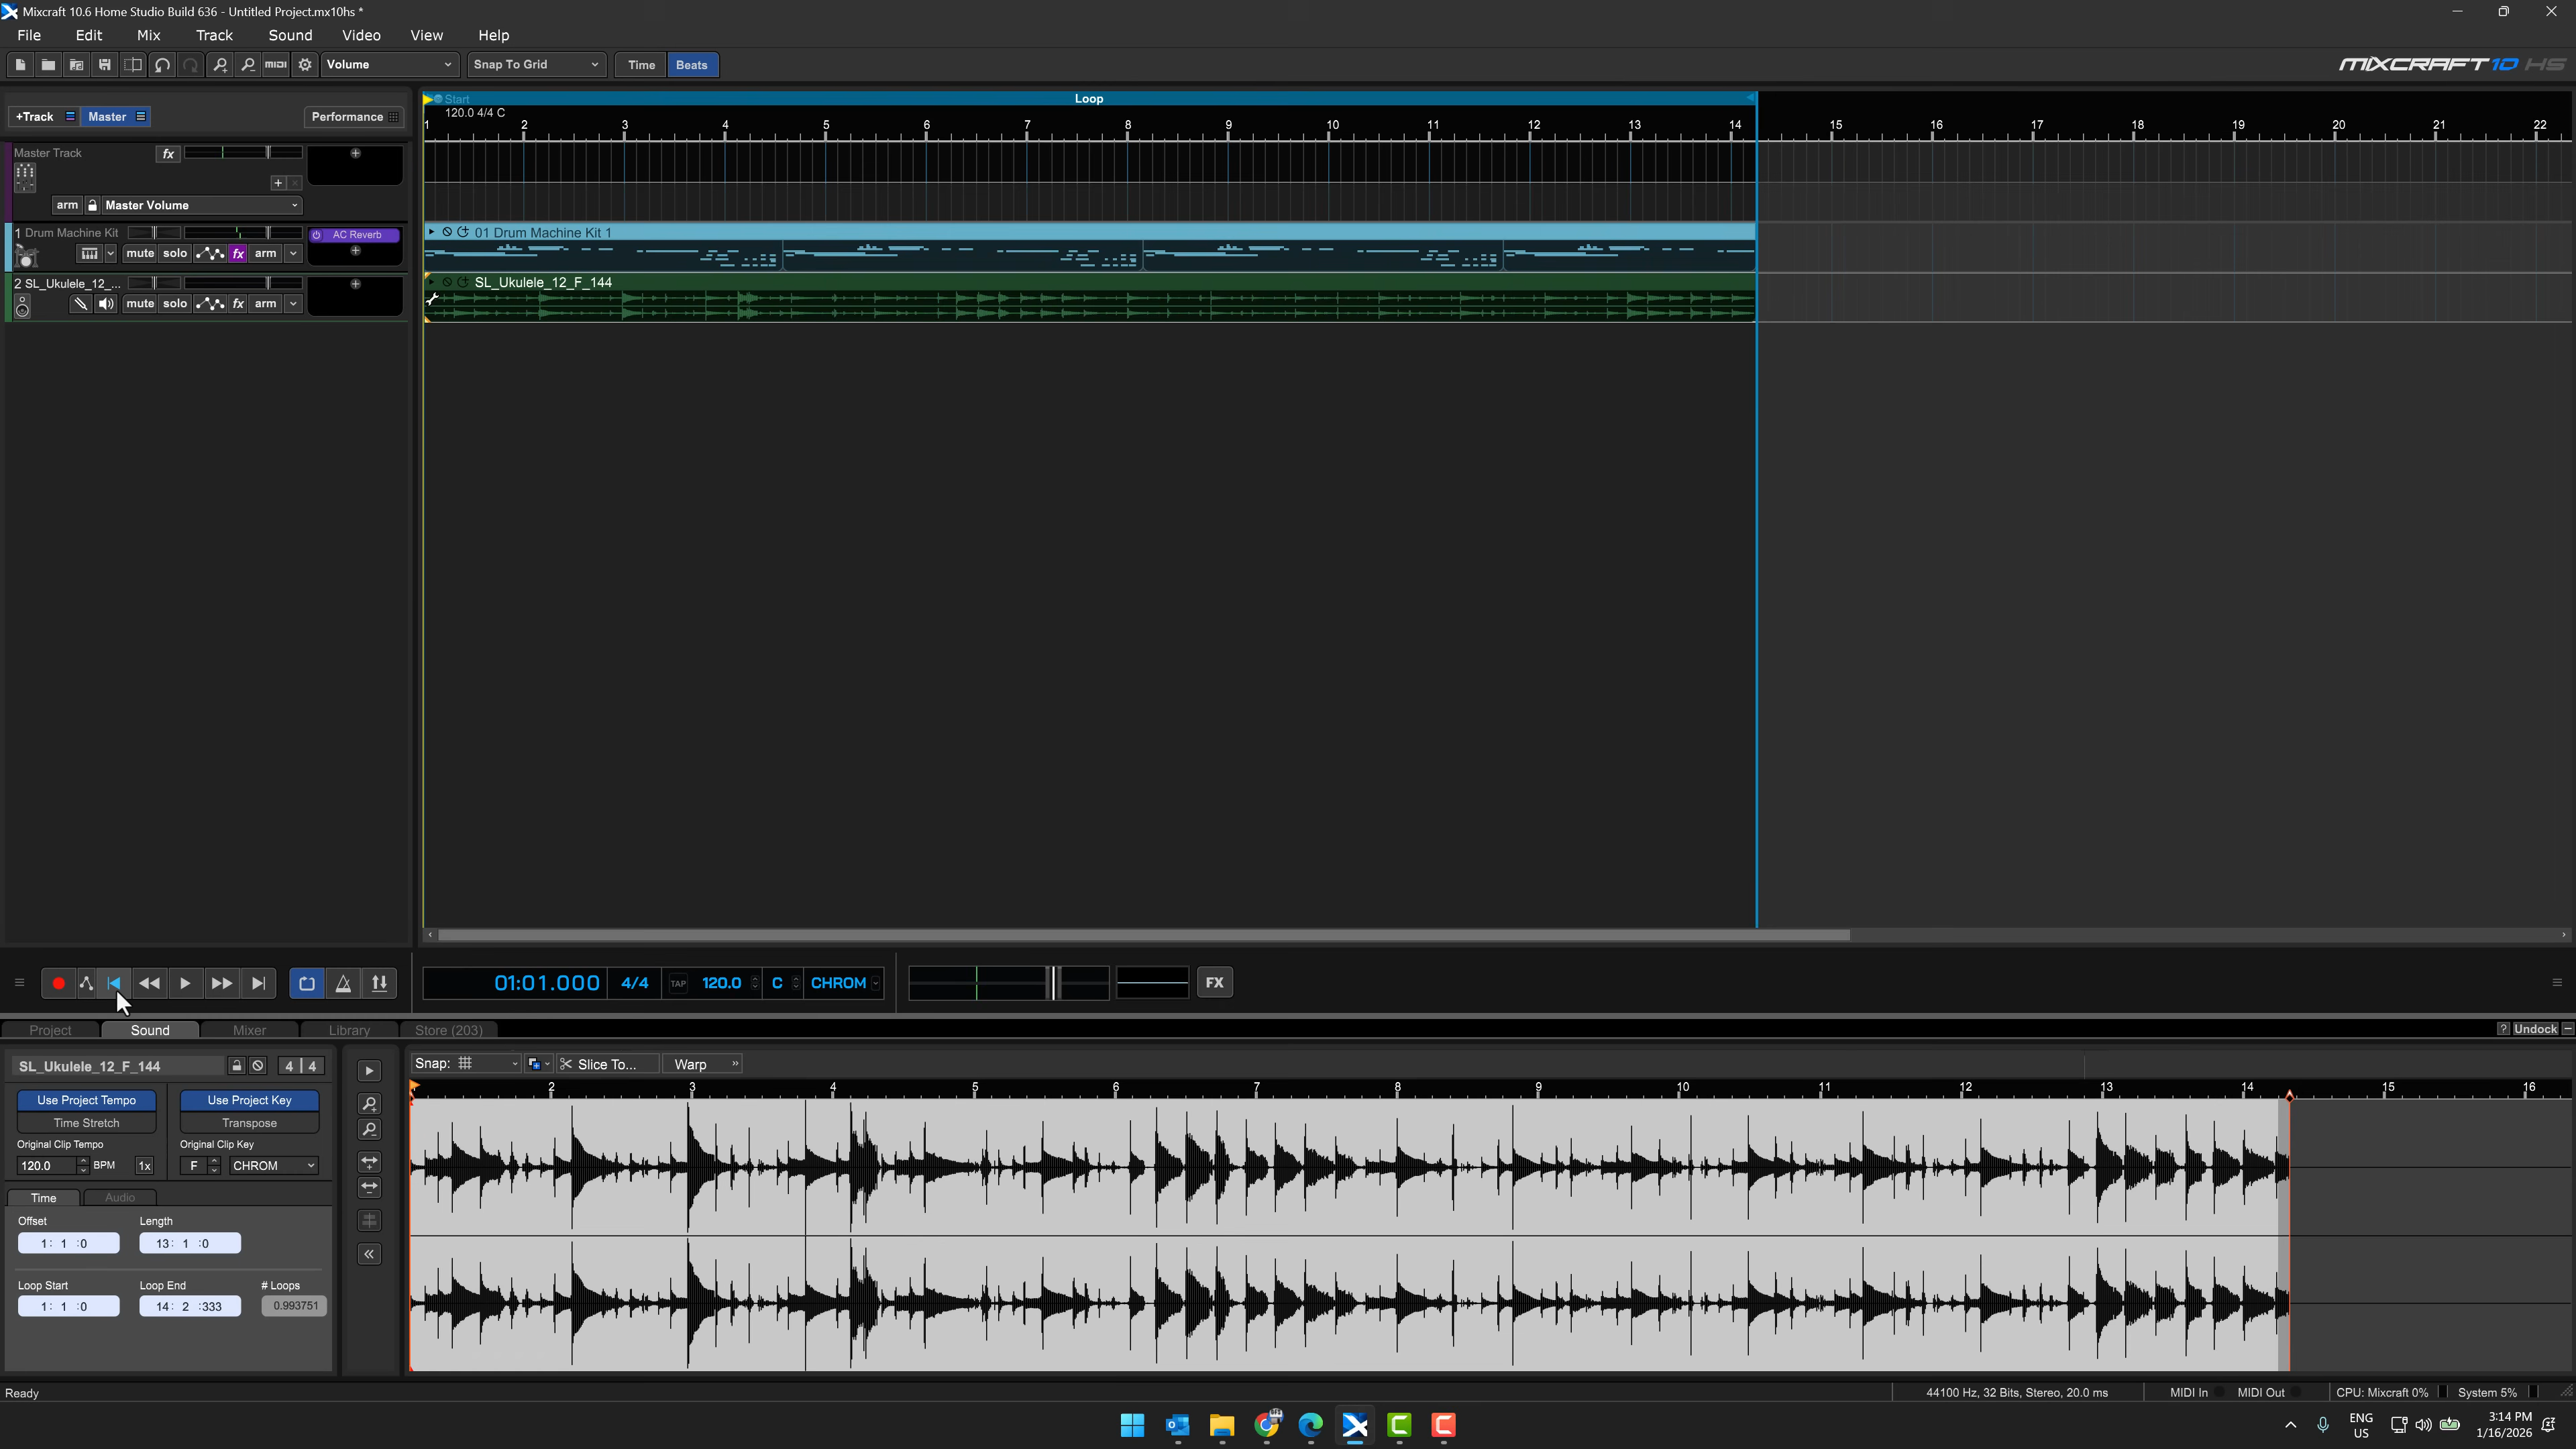 Mixcraft 10.6 Home Studio Build 636 - Untitled Project.mx10hs *
File Edit Mix Track Sound Video View Help
MIDI Volume Snap To Grid Time Beats MIXCRAFT 10 HS
Start Loop
+Track Master Performance 120.0 4/4 C
1 2 3 4 5 6 7 8 9 10 11 12 13 14 15 16 17 18 19 20 21 22
Master Track fx
arm Master Volume
1 Drum Machine Kit AC Reverb 01 Drum Machine Kit 1
mute solo fx arm
2 SL_Ukulele_12_... SL_Ukulele_12_F_144
mute solo fx arm
01:01.000 4/4 TAP 120.0 C CHROM FX
Project Sound Mixer Library Store (203) ? Undock
SL_Ukulele_12_F_144 4 4 Snap: Slice To... Warp »
2 3 4 5 6 7 8 9 10 11 12 13 14 15 16
Use Project Tempo Use Project Key
Time Stretch Transpose
Original Clip Tempo Original Clip Key
120.0 BPM 1x F CHROM
Time Audio
Offset Length
1: 1 :0 13: 1 :0
Loop Start Loop End # Loops
1: 1 :0 14: 2 :333 0.993751
Ready 44100 Hz, 32 Bits, Stereo, 20.0 ms MIDI In MIDI Out CPU: Mixcraft 0% System 5%
ENG 3:14 PM
US 1/16/2026